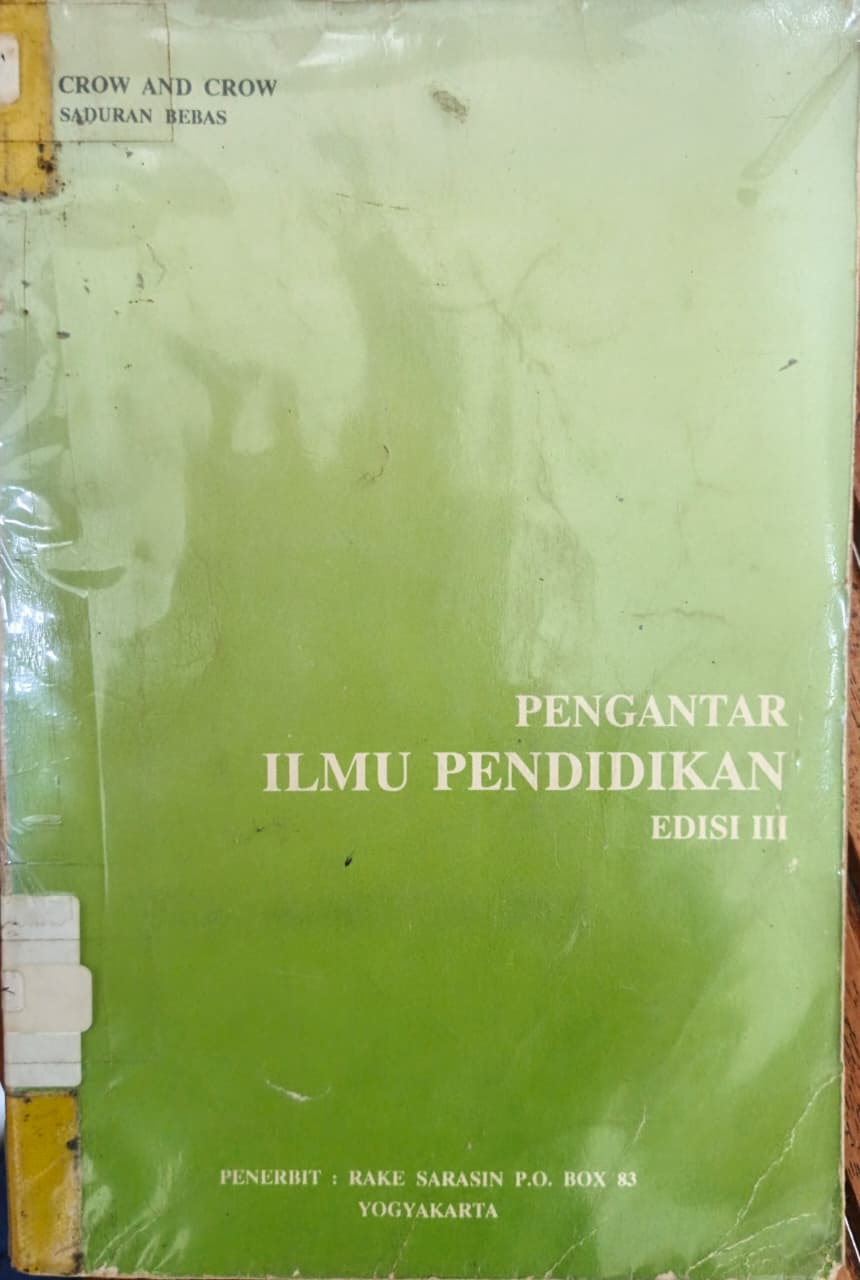 CROW AND CROW
SADURAN BEBAS
PENGANTAR
ILMU PENDIDIKAN
EDISI III
PENERBIT : RAKE SARASIN P.O. BOX 83
YOGYAKARTA